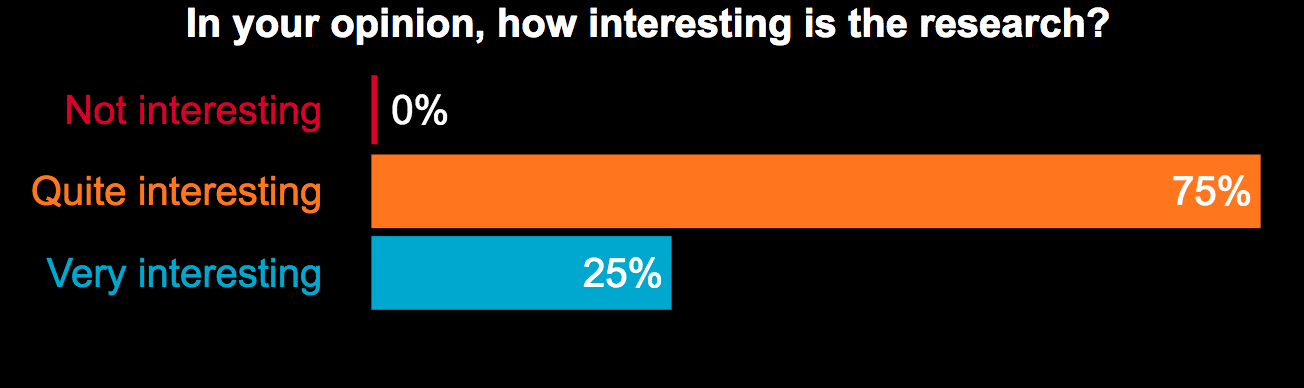 In your opinion, how interesting is the research?
Not interesting 0%
Quite interesting 75%
Very interesting 25%